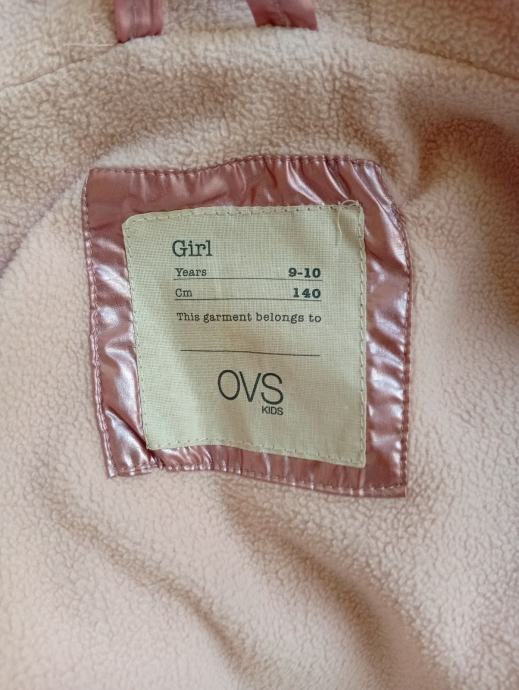 Girl
Years 9-10
Cm 140
This garment belongs to
OVS
KIDS